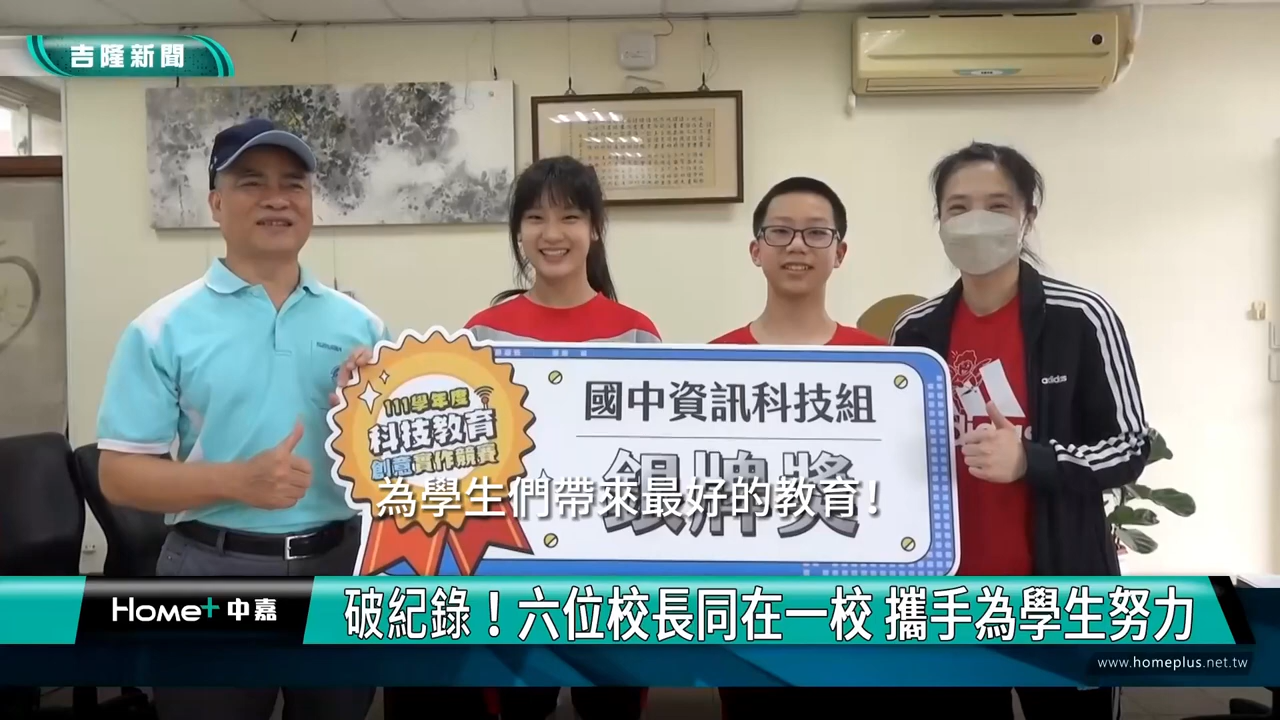 吉隆新聞
111學年度
科技教育
創意實作競賽
國中資訊科技組
銀牌獎
adidas
為學生們帶來最好的教育！
Home+中嘉
破紀錄！六位校長同在一校 攜手為學生努力
www.homeplus.net.tw